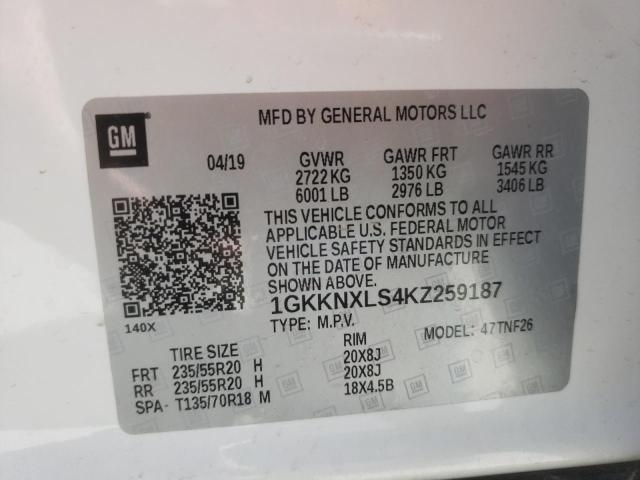 GM
MFD BY GENERAL MOTORS LLC
04/19 GVWR GAWR FRT GAWR RR
2722 KG 1350 KG 1545 KG
6001 LB 2976 LB 3406 LB
THIS VEHICLE CONFORMS TO ALL
APPLICABLE U.S. FEDERAL MOTOR
VEHICLE SAFETY STANDARDS IN EFFECT
ON THE DATE OF MANUFACTURE
SHOWN ABOVE.
1GKKNXLS4KZ259187
140X
TYPE: M.P.V. MODEL: 47TNF26
TIRE SIZE RIM
FRT 235/55R20 H 20X8J
RR 235/55R20 H 20X8J
SPA- T135/70R18 M 18X4.5B